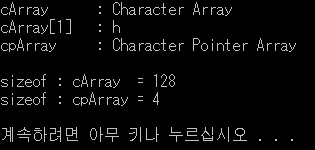 cArray : Character Array
cArray[1] : h
cpArray : Character Pointer Array
sizeof : cArray = 128
sizeof : cpArray = 4
계속하려면 아무 키나 누르십시오 . . .